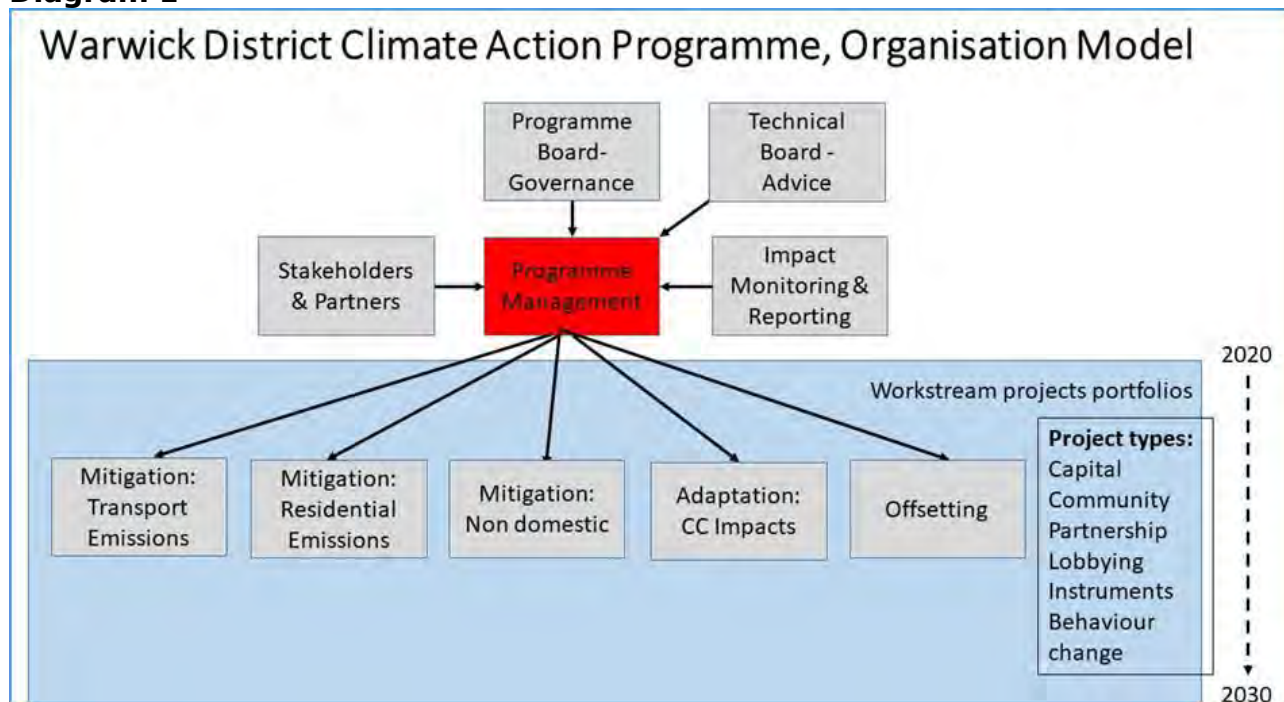 Diagram 1
Warwick District Climate Action Programme, Organisation Model
Programme
Board-
Governance
Technical
Board -
Advice
Stakeholders
& Partners
Programme
Management
Impact
Monitoring &
Reporting
2020
Workstream projects portfolios
Mitigation:
Transport
Emissions
Mitigation:
Residential
Emissions
Mitigation:
Non domestic
Adaptation:
CC Impacts
Offsetting
Project types:
Capital
Community
Partnership
Lobbying
Instruments
Behaviour
change
2030